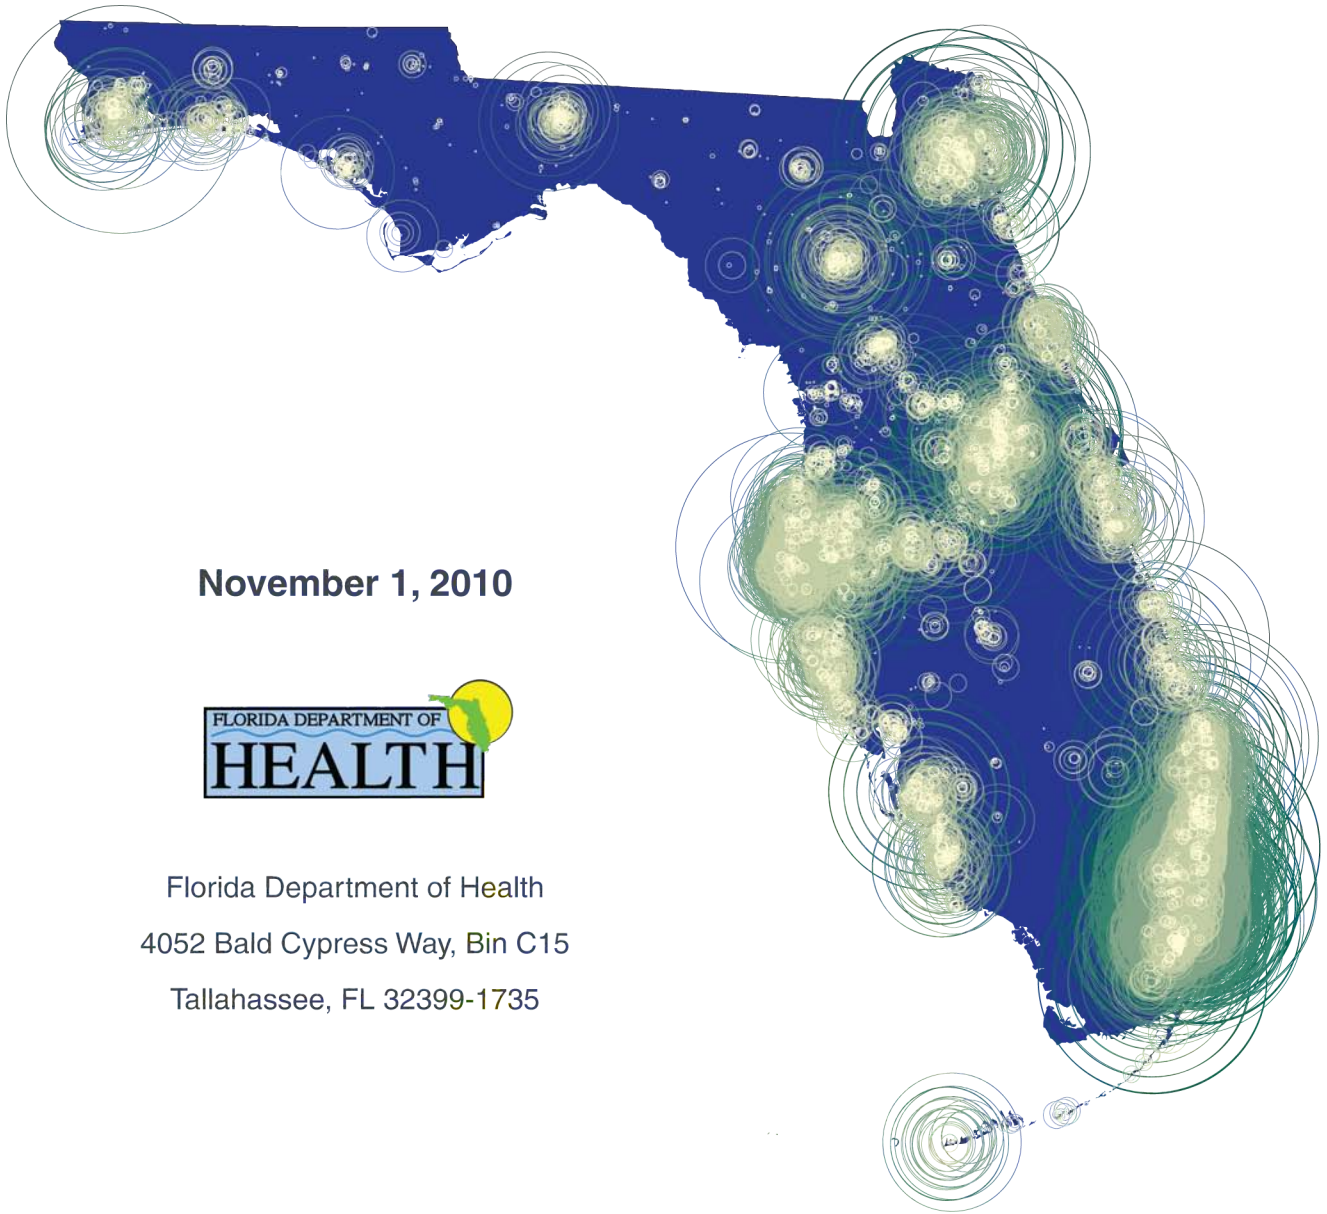 November 1, 2010
FLORIDA DEPARTMENT OF
HEALTH
Florida Department of Health
4052 Bald Cypress Way, Bin C15
Tallahassee, FL 32399-1735